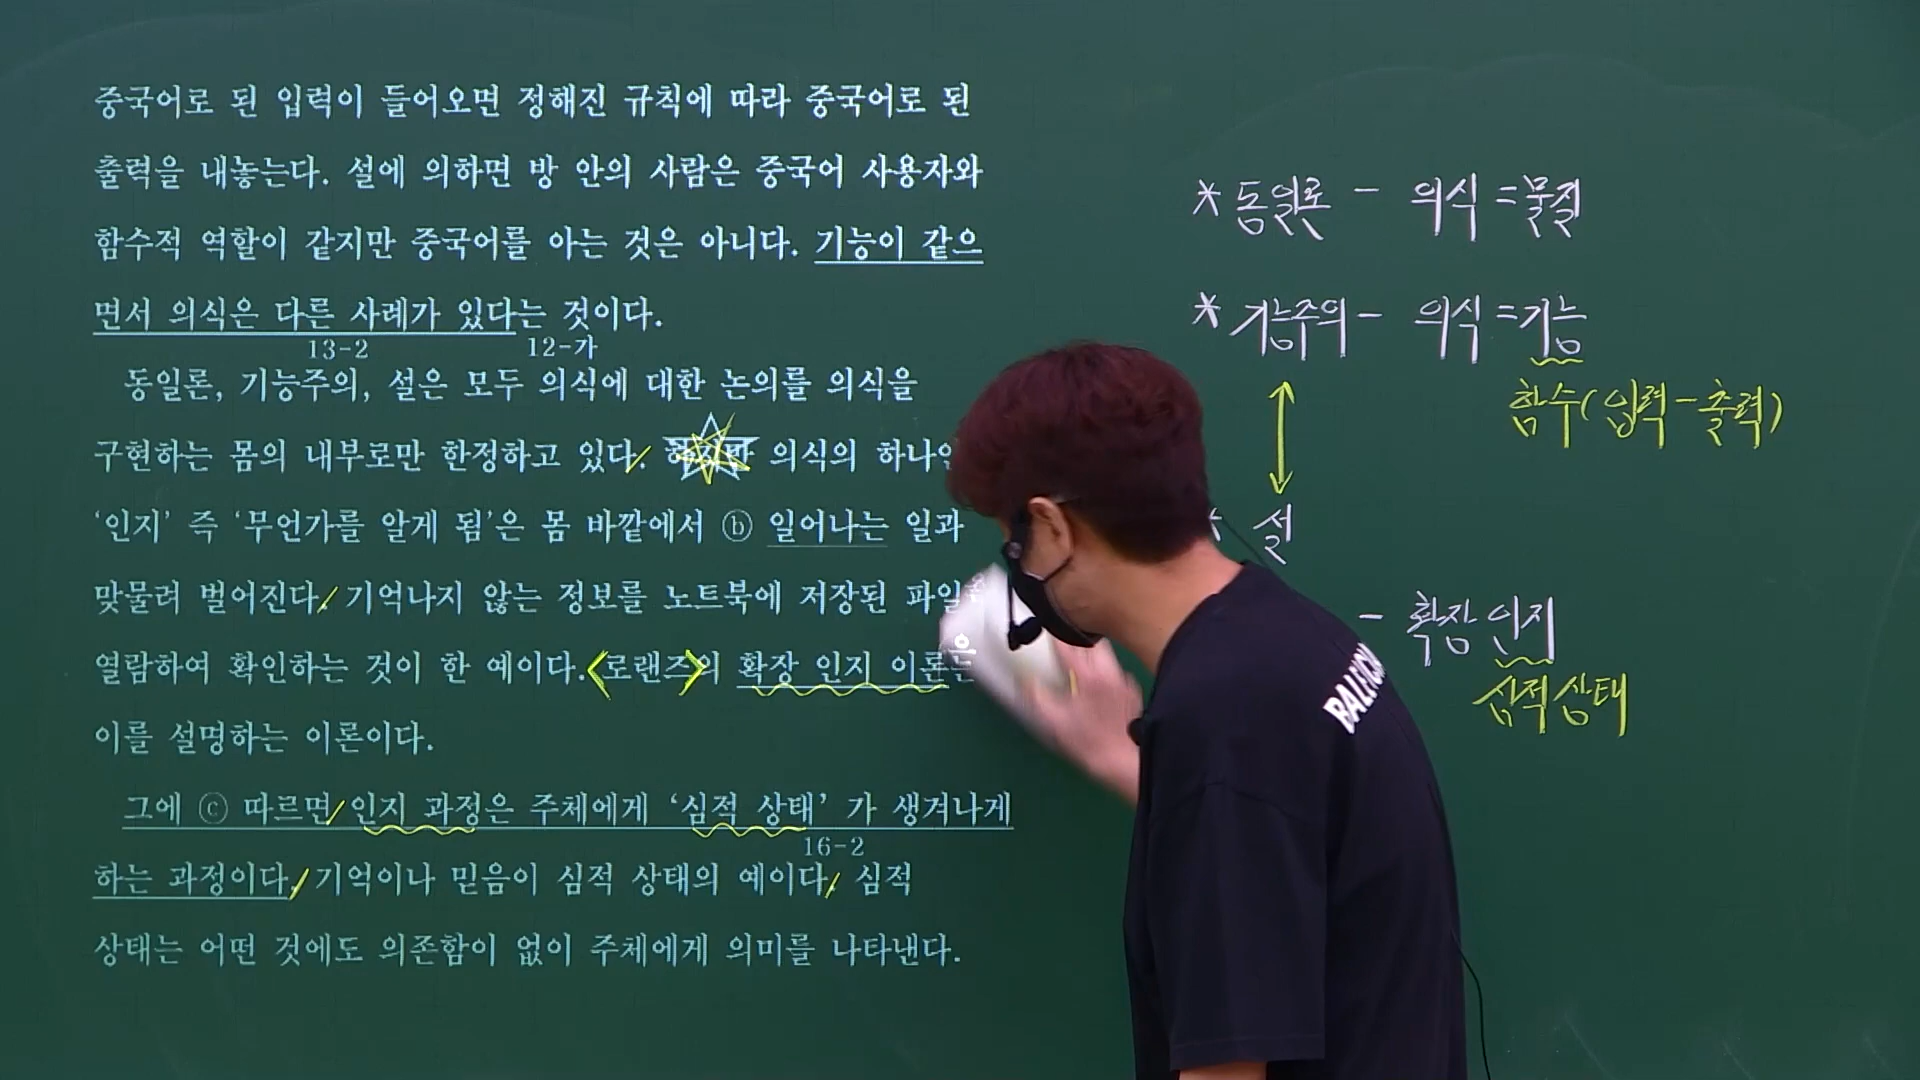 중국어로 된 입력이 들어오면 정해진 규칙에 따라 중국어로 된
출력을 내놓는다. 설에 의하면 방 안의 사람은 중국어 사용자와
함수적 역할이 같지만 중국어를 아는 것은 아니다. 기능이 같으
면서 의식은 다른 사례가 있다는 것이다.
13-2 12-가
동일론, 기능주의, 설은 모두 의식에 대한 논의를 의식을
구현하는 몸의 내부로만 한정하고 있다. 하지만 의식의 하나인
‘인지’ 즉 ‘무언가를 알게 됨’은 몸 바깥에서 ⓑ 일어나는 일과
맞물려 벌어진다. 기억나지 않는 정보를 노트북에 저장된 파일을
열람하여 확인하는 것이 한 예이다. <로랜즈>의 확장 인지 이론은
이를 설명하는 이론이다.
그에 ⓒ 따르면 인지 과정은 주체에게 ‘심적 상태’ 가 생겨나게
16-2
하는 과정이다. 기억이나 믿음이 심적 상태의 예이다. 심적
상태는 어떤 것에도 의존함이 없이 주체에게 의미를 나타낸다.
* 동일론 - 의식 = 물질
* 기능주의 - 의식 = 기능
함수(입력-출력)
설
- 확장 인지
심적 상태